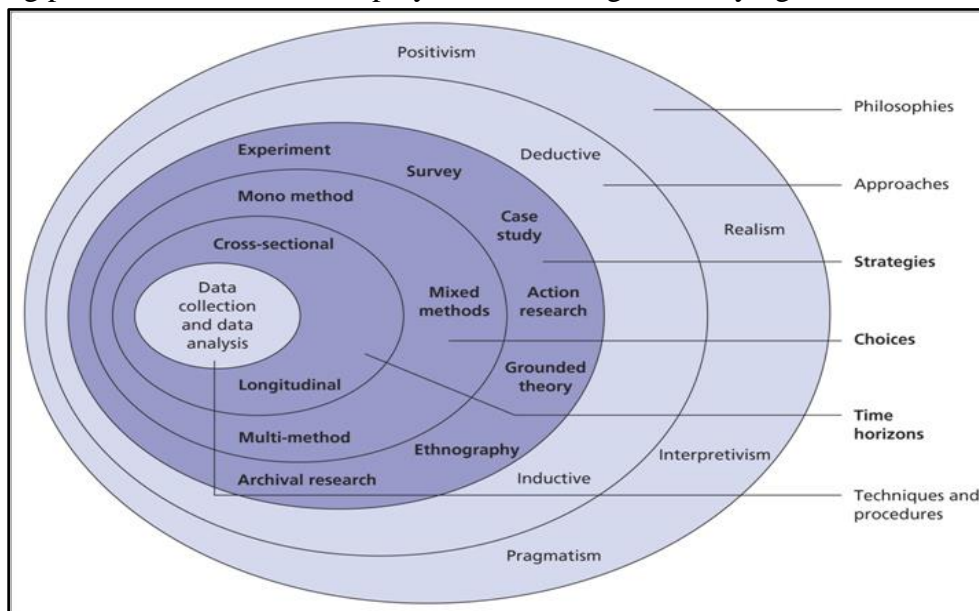 g p
Positivism
Philosophies
Deductive
Approaches
Experiment
Survey
Mono method
Realism
Case
study
Cross-sectional
Strategies
Data
collection
and data
analysis
Mixed
methods
Action
research
Choices
Longitudinal
Grounded
theory
Time
horizons
Multi-method
Ethnography
Interpretivism
Archival research
Inductive
Techniques and
procedures
Pragmatism